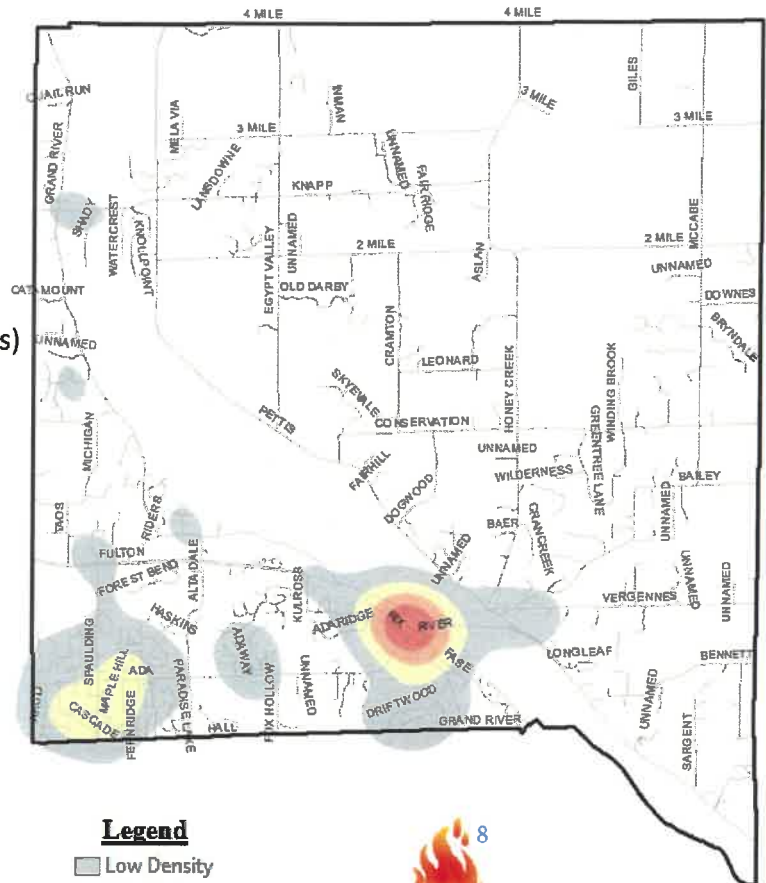 4 MILE
4 MILE
QUAIL RUN
GRAND RIVER
MELA VIA
INMAN
3 MILE
GILES
3 MILE
3 MILE
LANSDOWNE
UNNAMED
FAIR RIDGE
KNAPP
SHADY
WATERCREST
KNOLLPOINT
EGYPT VALLEY
UNNAMED
2 MILE
ASLAN
2 MILE
MCCABE
UNNAMED
CATAMOUNT
OLD DARBY
DOWNES
BRYNDALE
s)
UNNAMED
CRAMTON
LEONARD
HONEY CREEK
WINDING BROOK
GREENTREE LANE
SKYEVALE
PETTIS
CONSERVATION
MICHIGAN
UNNAMED
FAIRHILL
WILDERNESS
BAILEY
DOGWOOD
TAOS
RIDERS
BAER
CRANCREEK
UNNAMED
FULTON
ALTA DALE
UNNAMED
FOREST BEND
KULROSS
VERGENNES
UNNAMED
UNNAMED
HASKINS
ADARIDGE
RIVER
ADAWAY
SPAULDING
MAPLE HILL
ADA
PARADISE LAKE
FOX HOLLOW
UNNAMED
FASE
LONGLEAF
BENNETT
CASCADE
FERNRIDGE
HALL
DRIFTWOOD
GRAND RIVER
UNNAMED
SARGENT
Legend
Low Density
8